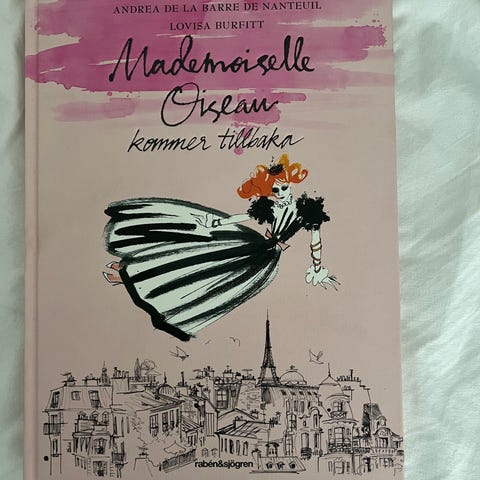 ANDREA DE LA BARRE DE NANTEUIL
LOVISA BURFITT
Mademoiselle
Oiseau
kommer tillbaka
rabén&sjögren